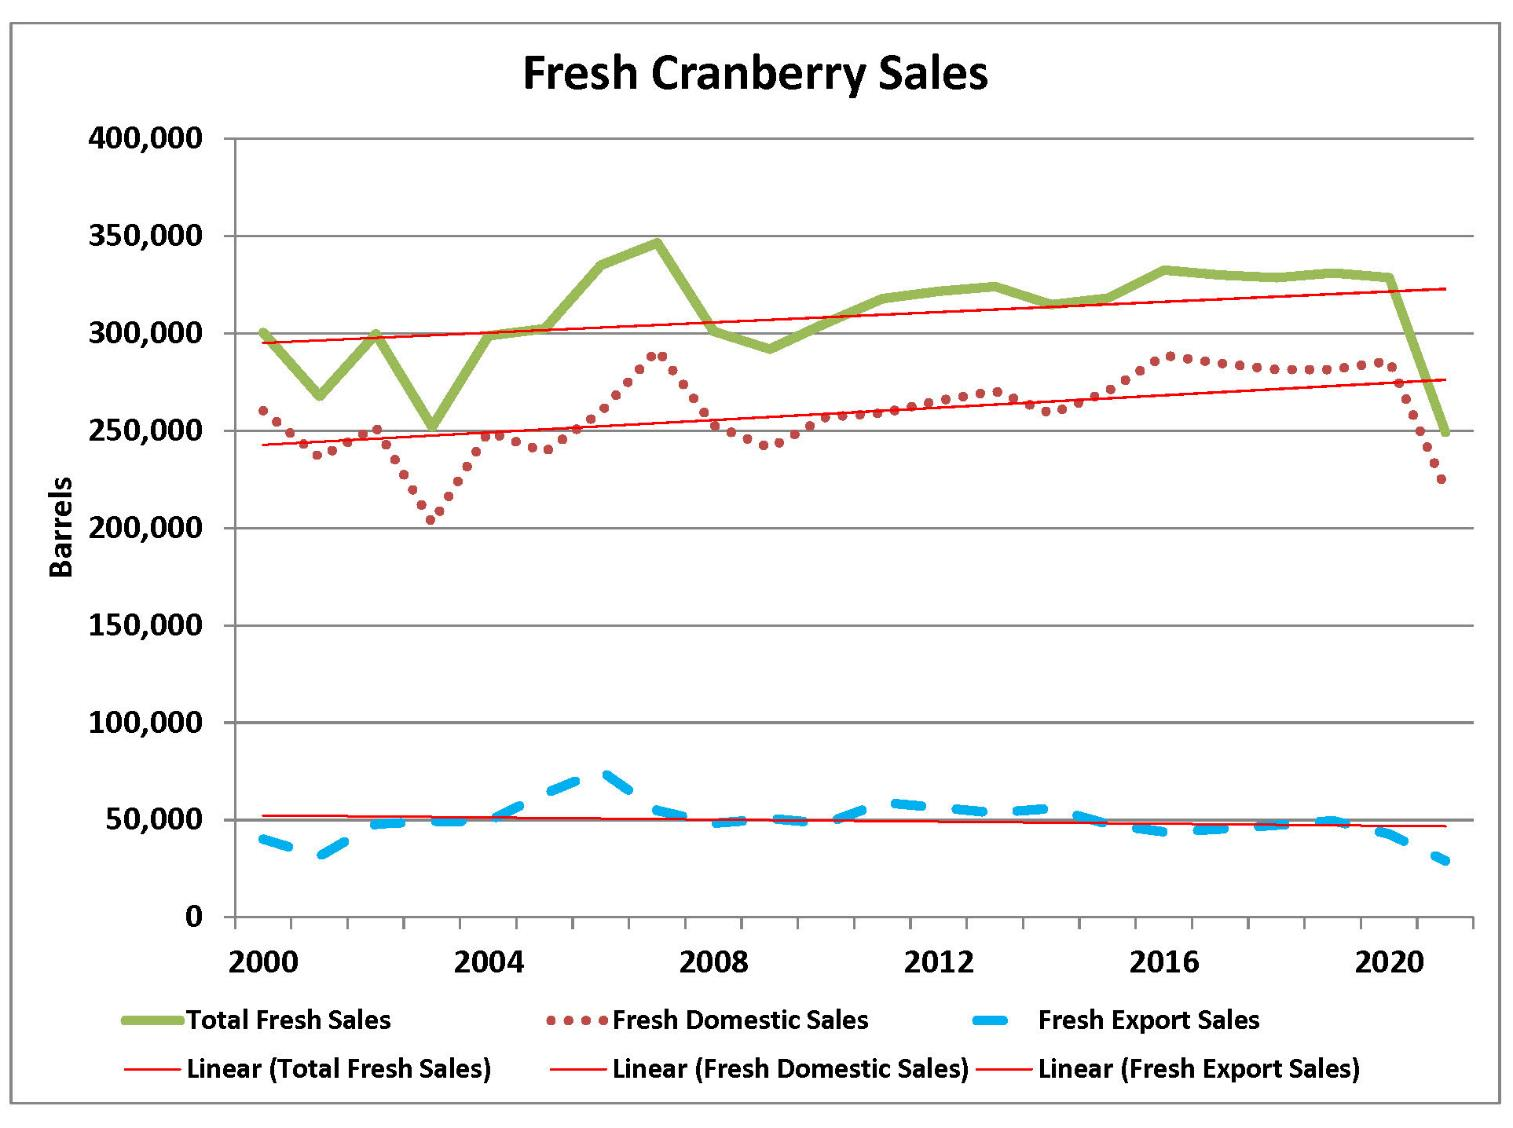 Fresh Cranberry Sales
400,000
350,000
300,000
250,000
200,000
150,000
100,000
50,000
0
Barrels
2000 2004 2008 2012 2016 2020
Total Fresh Sales Fresh Domestic Sales Fresh Export Sales
Linear (Total Fresh Sales) Linear (Fresh Domestic Sales) Linear (Fresh Export Sales)